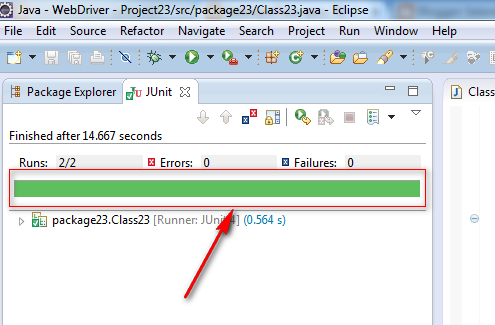 Java - WebDriver - Project23/src/package23/Class23.java - Eclipse
File Edit Source Refactor Navigate Search Project Run Window
Package Explorer JUnit Class
Finished after 14.667 seconds
Runs: 2/2 Errors: 0 Failures: 0
package23.Class23 [Runner: JUnit 4] (0.564 s)